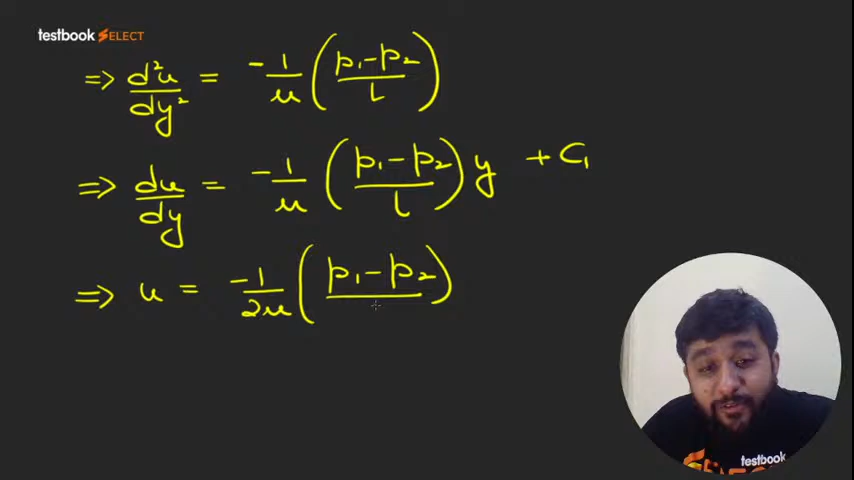 testbook SELECT
⇒ d²u/dy² = -1/μ (p₁-p₂/l)
⇒ du/dy = -1/μ (p₁-p₂/l) y + C₁
⇒ u = -1/2μ (p₁-p₂/ )
testbook